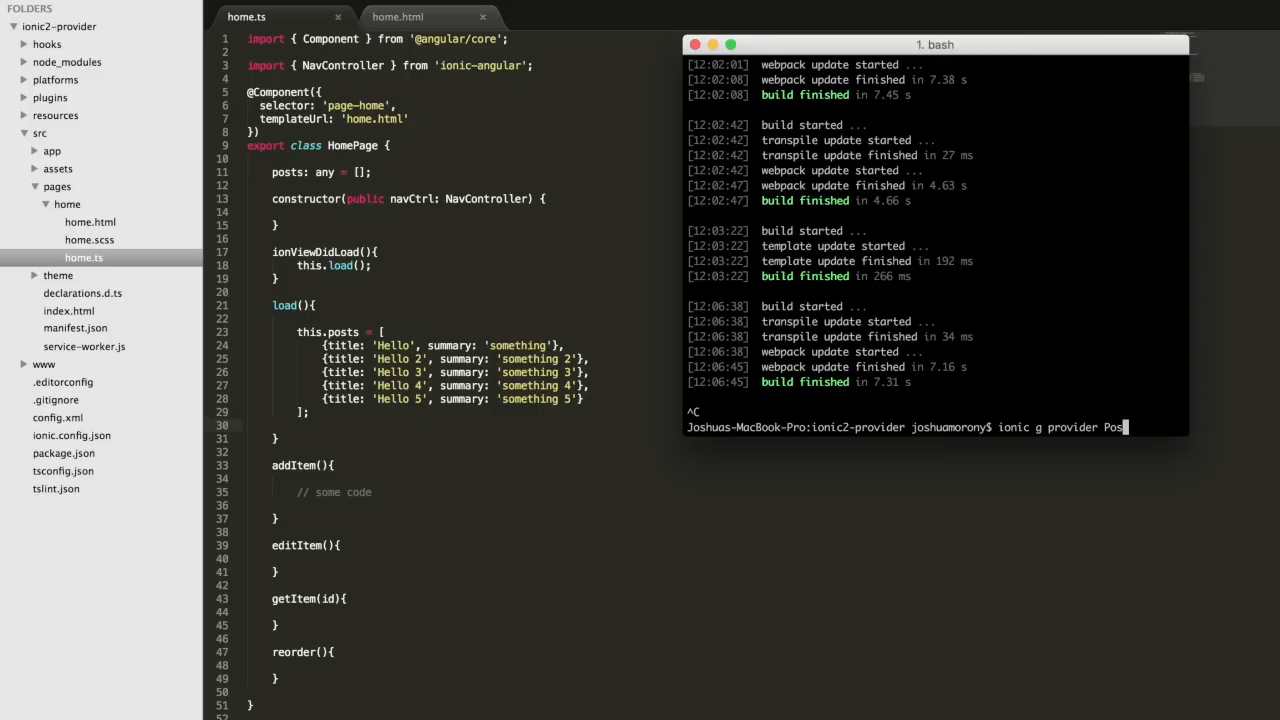 FOLDERS
ionic2-provider
hooks
node_modules
platforms
plugins
resources
src
app
assets
pages
home
home.html
home.scss
home.ts
theme
declarations.d.ts
index.html
manifest.json
service-worker.js
www
.editorconfig
.gitignore
config.xml
ionic.config.json
package.json
tsconfig.json
tslint.json
home.ts × home.html ×
1 import { Component } from '@angular/core';
2
3 import { NavController } from 'ionic-angular';
4
5 @Component({
6 selector: 'page-home',
7 templateUrl: 'home.html'
8 })
9 export class HomePage {
10
11 posts: any = [];
12
13 constructor(public navCtrl: NavController) {
14
15 }
16
17 ionViewDidLoad(){
18 this.load();
19 }
20
21 load(){
22
23 this.posts = [
24 {title: 'Hello', summary: 'something'},
25 {title: 'Hello 2', summary: 'something 2'},
26 {title: 'Hello 3', summary: 'something 3'},
27 {title: 'Hello 4', summary: 'something 4'},
28 {title: 'Hello 5', summary: 'something 5'}
29 ];
30
31 }
32
33 addItem(){
34
35 // some code
36
37 }
38
39 editItem(){
40
41 }
42
43 getItem(id){
44
45 }
46
47 reorder(){
48
49 }
50
51 }
52
1. bash
[12:02:01] webpack update started ...
[12:02:08] webpack update finished in 7.38 s
[12:02:08] build finished in 7.45 s
[12:02:42] build started ...
[12:02:42] transpile update started ...
[12:02:42] transpile update finished in 27 ms
[12:02:42] webpack update started ...
[12:02:47] webpack update finished in 4.63 s
[12:02:47] build finished in 4.66 s
[12:03:22] build started ...
[12:03:22] template update started ...
[12:03:22] template update finished in 192 ms
[12:03:22] build finished in 266 ms
[12:06:38] build started ...
[12:06:38] transpile update started ...
[12:06:38] transpile update finished in 34 ms
[12:06:38] webpack update started ...
[12:06:45] webpack update finished in 7.16 s
[12:06:45] build finished in 7.31 s
^C
Joshuas-MacBook-Pro:ionic2-provider joshuamorony$ ionic g provider Pos